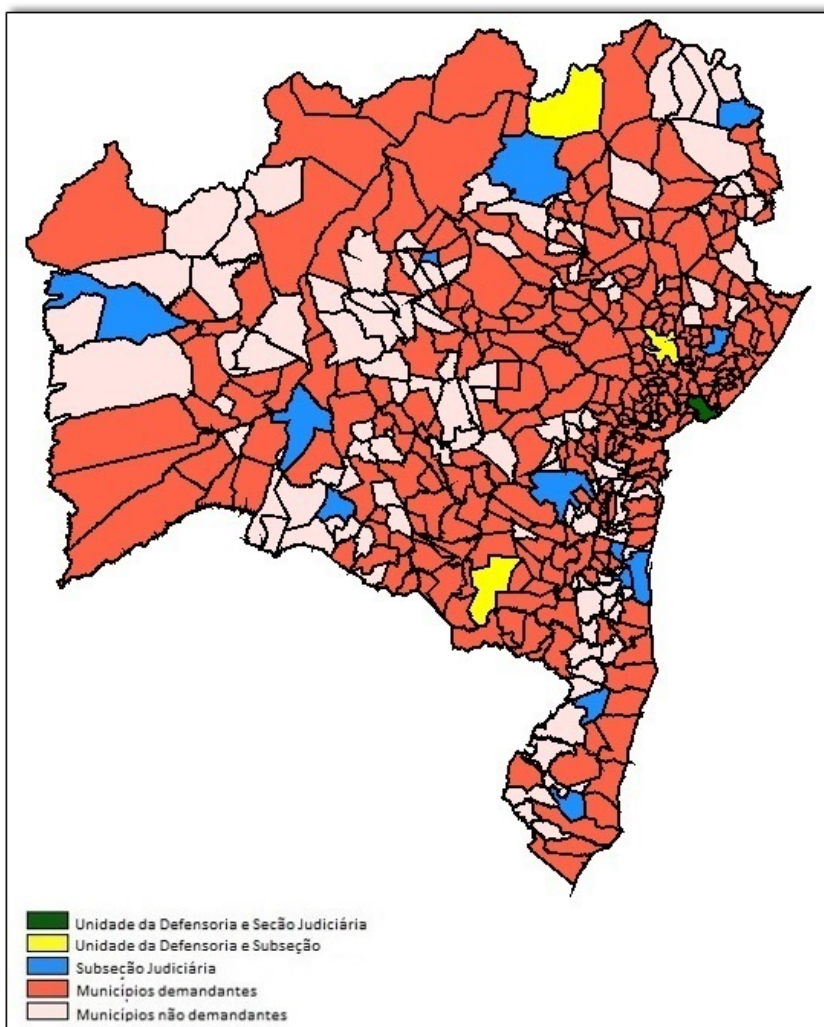 Unidade da Defensoria e Secão Judiciária
Unidade da Defensoria e Subseção
Subseção Judiciária
Municípios demandantes
Municípios não demandantes